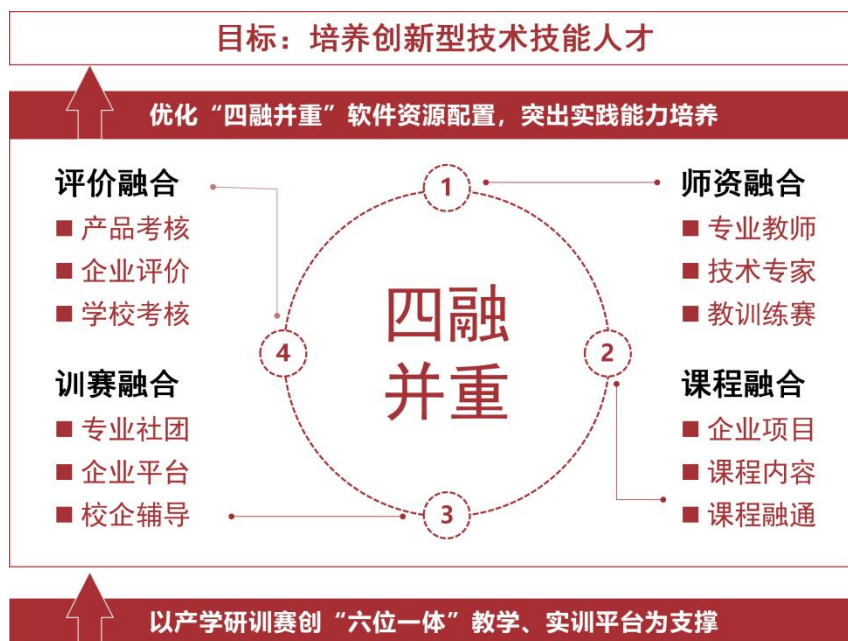 目标：培养创新型技术技能人才
优化“四融并重”软件资源配置，突出实践能力培养
评价融合
■ 产品考核
■ 企业评价
■ 学校考核
训赛融合
■ 专业社团
■ 企业平台
■ 校企辅导
1
2
3
4
四融
并重
师资融合
■ 专业教师
■ 技术专家
■ 教训练赛
课程融合
■ 企业项目
■ 课程内容
■ 课程融通
以产学研训赛创“六位一体”教学、实训平台为支撑